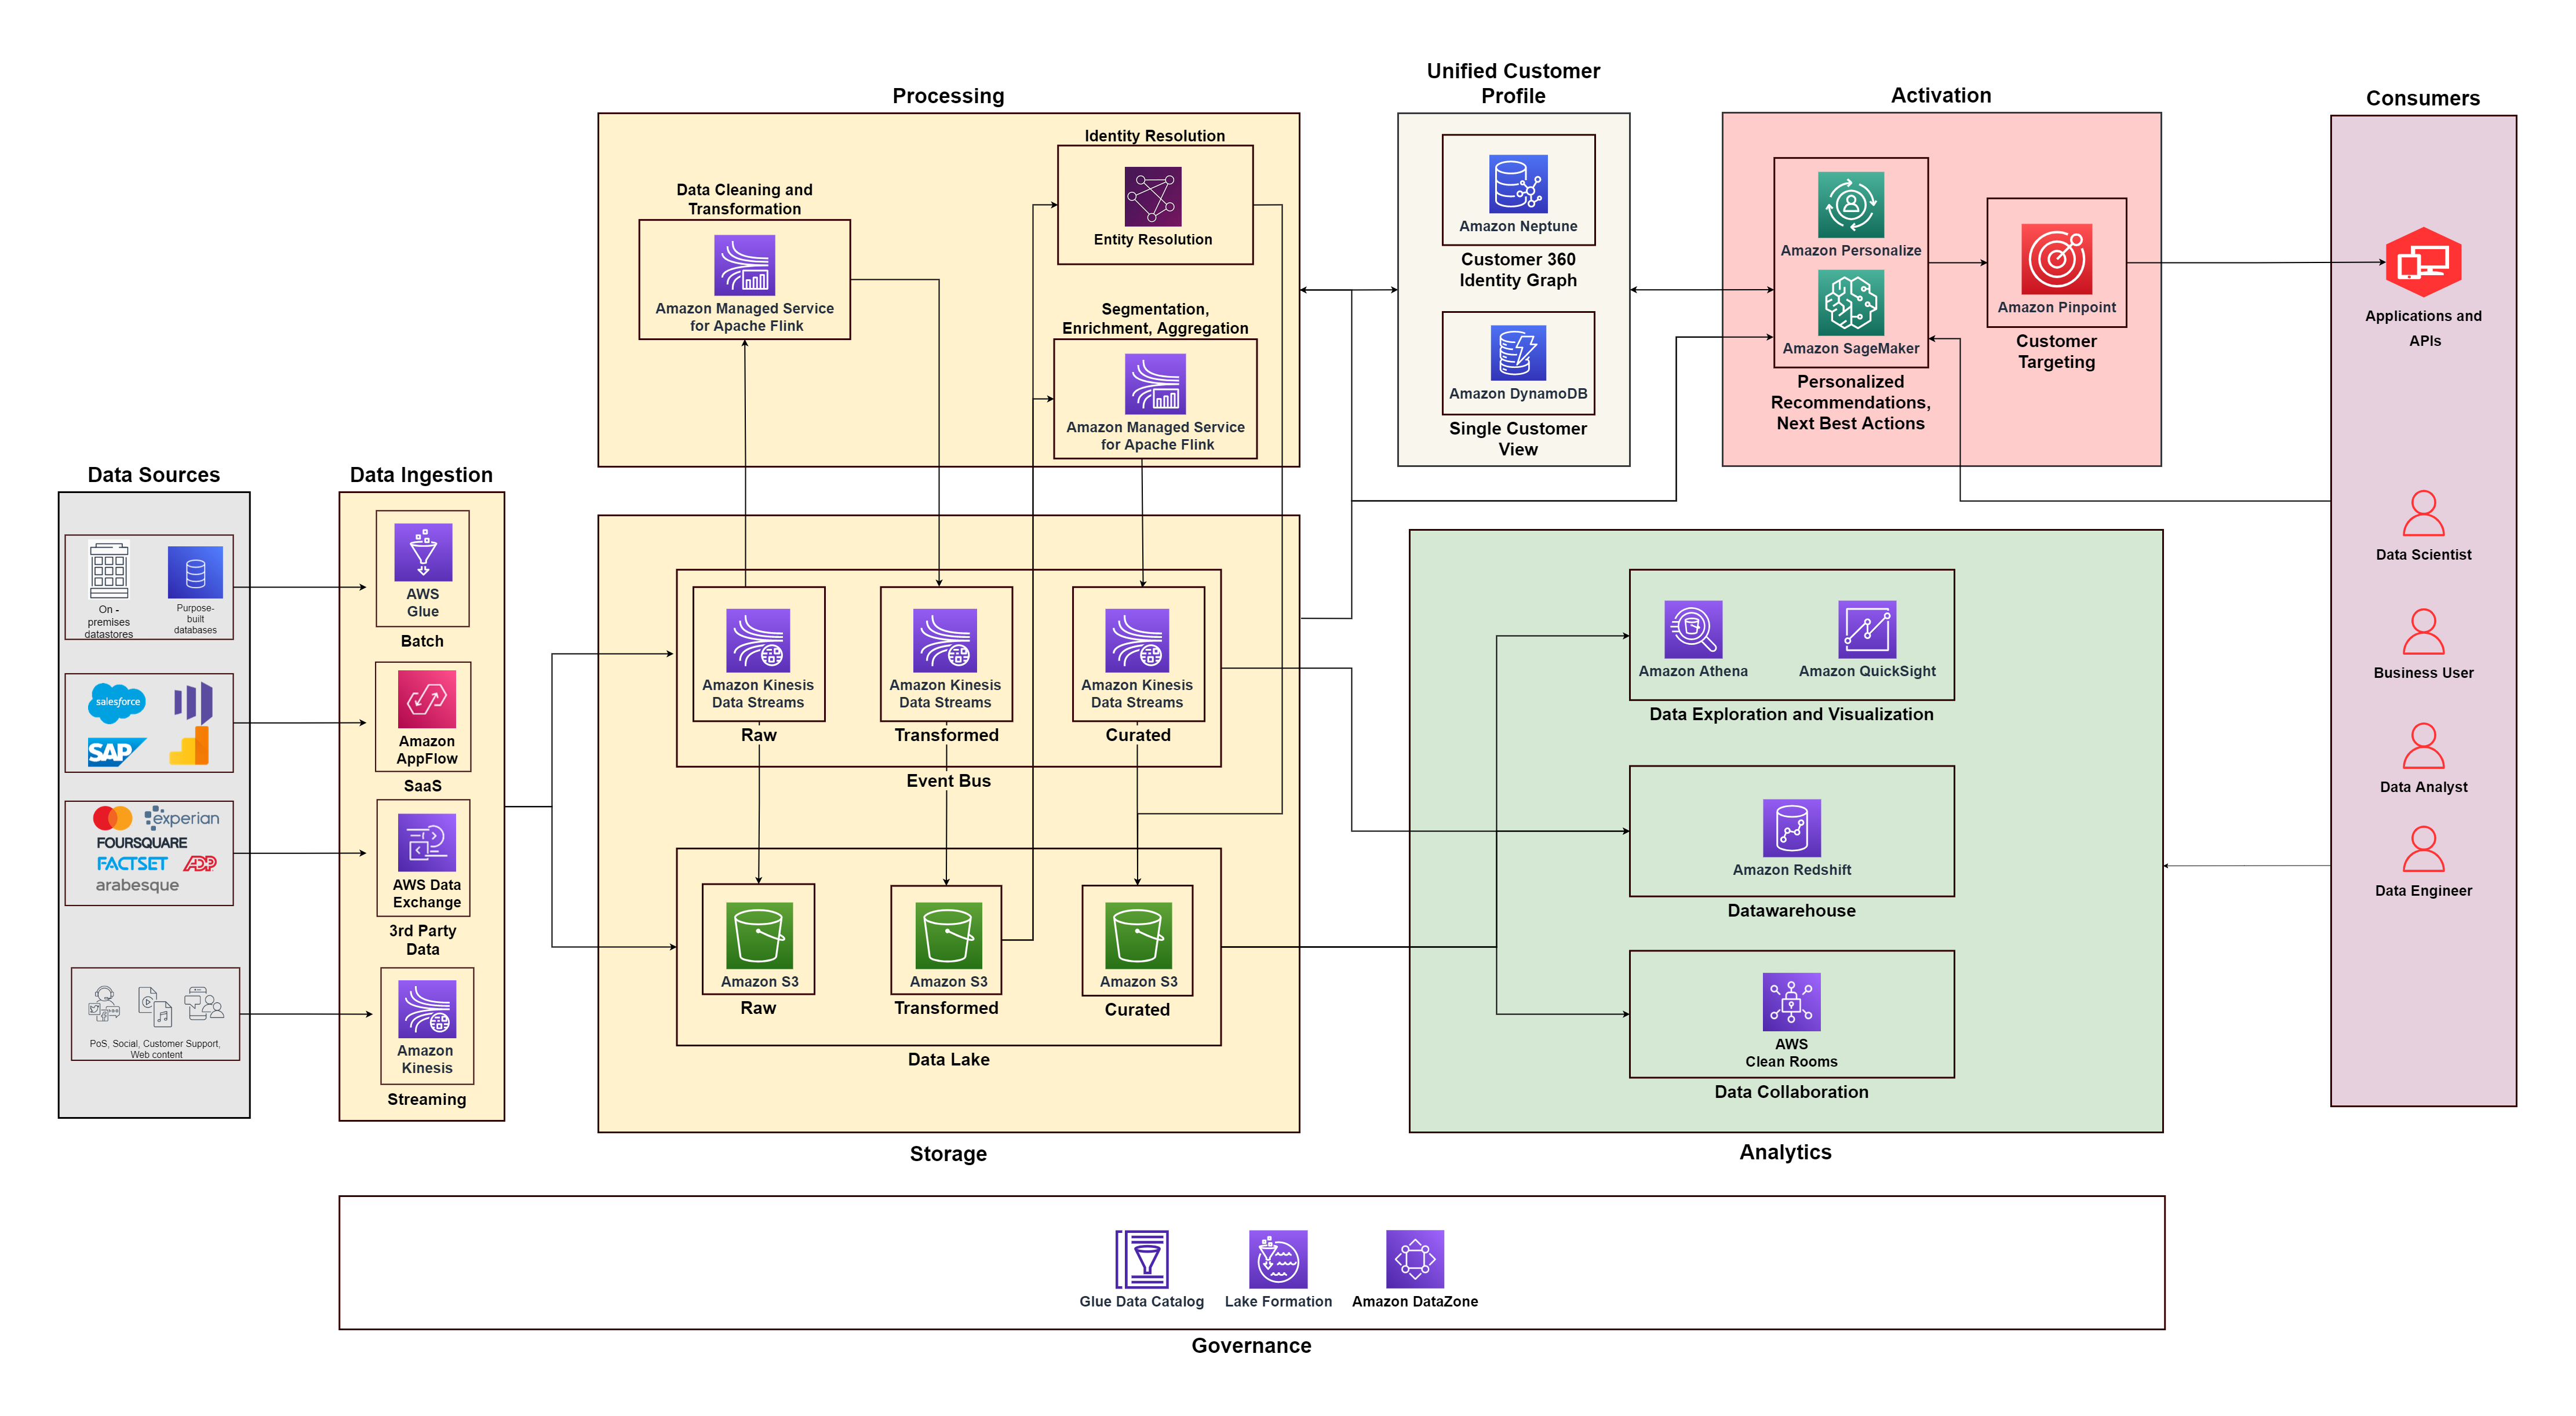 Processing
Unified Customer
Profile
Activation
Consumers
Identity Resolution
Entity Resolution
Data Cleaning and
Transformation
Amazon Managed Service
for Apache Flink
Segmentation,
Enrichment, Aggregation
Amazon Managed Service
for Apache Flink
Amazon Neptune
Customer 360
Identity Graph
Amazon DynamoDB
Single Customer
View
Amazon Personalize
Amazon SageMaker
Personalized
Recommendations,
Next Best Actions
Amazon Pinpoint
Customer
Targeting
Applications and
APIs
Data Scientist
Business User
Data Analyst
Data Engineer
Data Sources
On -
premises
datastores
Purpose-
built
databases
salesforce
SAP
experian
FOURSQUARE
FACTSET
ADP
arabesque
PoS, Social, Customer Support,
Web content
Data Ingestion
AWS
Glue
Batch
Amazon
AppFlow
SaaS
AWS Data
Exchange
3rd Party
Data
Amazon
Kinesis
Streaming
Amazon Kinesis
Data Streams
Raw
Amazon Kinesis
Data Streams
Transformed
Amazon Kinesis
Data Streams
Curated
Event Bus
Amazon S3
Raw
Amazon S3
Transformed
Amazon S3
Curated
Data Lake
Storage
Amazon Athena
Amazon QuickSight
Data Exploration and Visualization
Amazon Redshift
Datawarehouse
AWS
Clean Rooms
Data Collaboration
Analytics
Glue Data Catalog
Lake Formation
Amazon DataZone
Governance